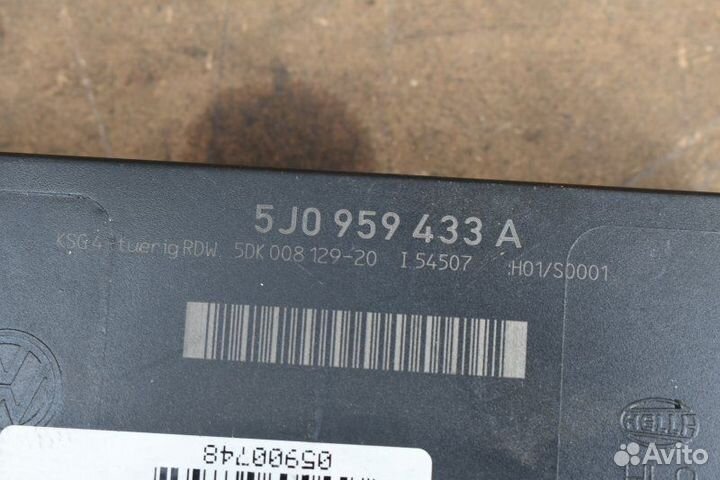 5J0 959 433 A
KSG 4-tuerig RDW. 5DK 008 129-20 I 54507 :H01/S0001
HELLA
05900748
Avito